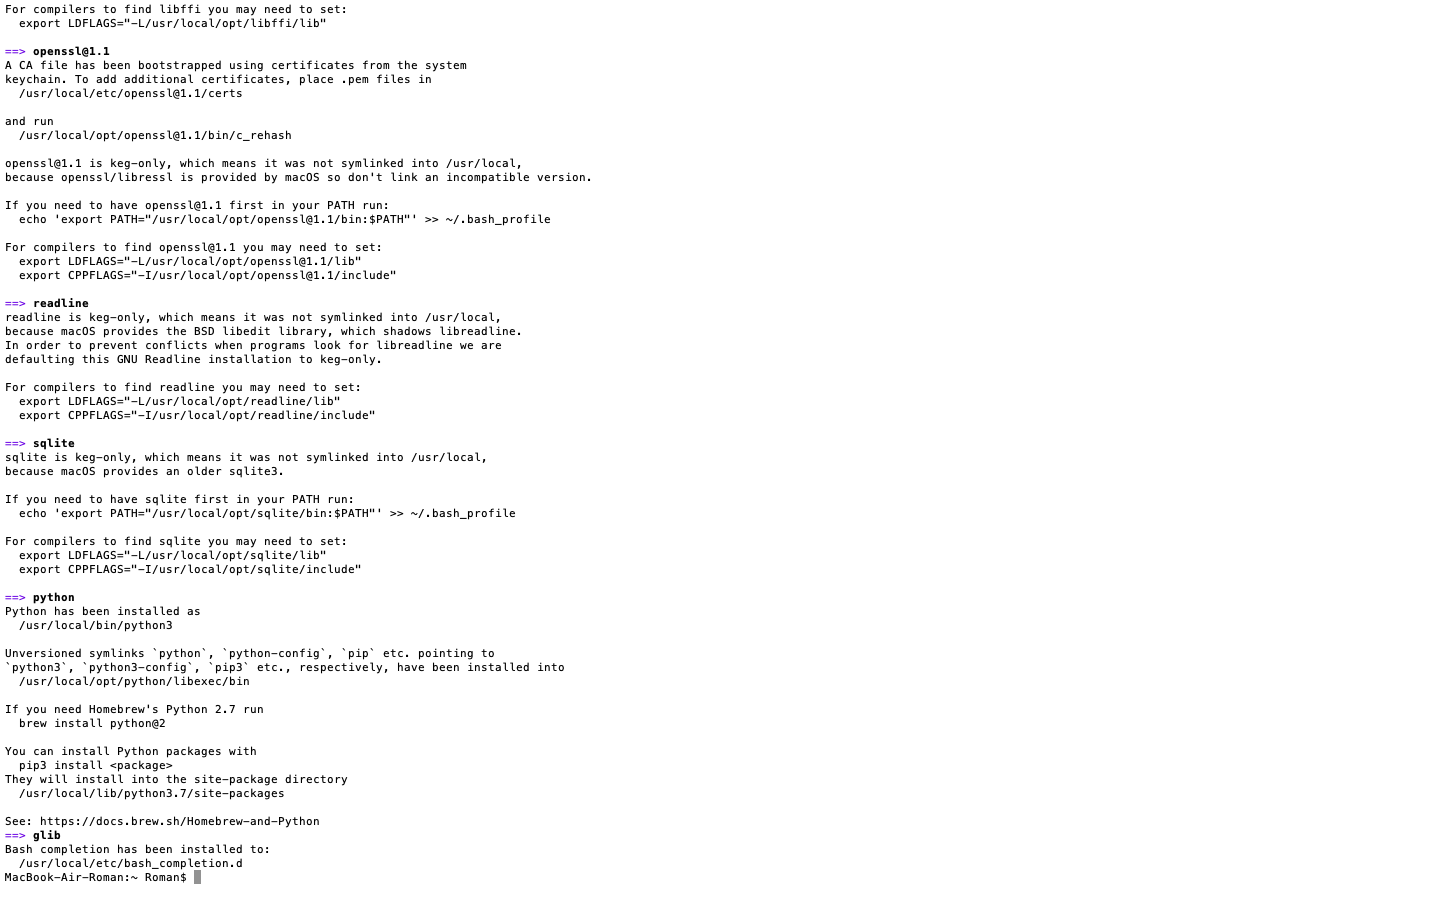 For compilers to find libffi you may need to set:
  export LDFLAGS="-L/usr/local/opt/libffi/lib"

==> openssl@1.1
A CA file has been bootstrapped using certificates from the system
keychain. To add additional certificates, place .pem files in
  /usr/local/etc/openssl@1.1/certs

and run
  /usr/local/opt/openssl@1.1/bin/c_rehash

openssl@1.1 is keg-only, which means it was not symlinked into /usr/local,
because openssl/libressl is provided by macOS so don't link an incompatible version.

If you need to have openssl@1.1 first in your PATH run:
  echo 'export PATH="/usr/local/opt/openssl@1.1/bin:$PATH"' >> ~/.bash_profile

For compilers to find openssl@1.1 you may need to set:
  export LDFLAGS="-L/usr/local/opt/openssl@1.1/lib"
  export CPPFLAGS="-I/usr/local/opt/openssl@1.1/include"

==> readline
readline is keg-only, which means it was not symlinked into /usr/local,
because macOS provides the BSD libedit library, which shadows libreadline.
In order to prevent conflicts when programs look for libreadline we are
defaulting this GNU Readline installation to keg-only.

For compilers to find readline you may need to set:
  export LDFLAGS="-L/usr/local/opt/readline/lib"
  export CPPFLAGS="-I/usr/local/opt/readline/include"

==> sqlite
sqlite is keg-only, which means it was not symlinked into /usr/local,
because macOS provides an older sqlite3.

If you need to have sqlite first in your PATH run:
  echo 'export PATH="/usr/local/opt/sqlite/bin:$PATH"' >> ~/.bash_profile

For compilers to find sqlite you may need to set:
  export LDFLAGS="-L/usr/local/opt/sqlite/lib"
  export CPPFLAGS="-I/usr/local/opt/sqlite/include"

==> python
Python has been installed as
  /usr/local/bin/python3

Unversioned symlinks `python`, `python-config`, `pip` etc. pointing to
`python3`, `python3-config`, `pip3` etc., respectively, have been installed into
  /usr/local/opt/python/libexec/bin

If you need Homebrew's Python 2.7 run
  brew install python@2

You can install Python packages with
  pip3 install <package>
They will install into the site-package directory
  /usr/local/lib/python3.7/site-packages

See: https://docs.brew.sh/Homebrew-and-Python
==> glib
Bash completion has been installed to:
  /usr/local/etc/bash_completion.d
MacBook-Air-Roman:~ Roman$